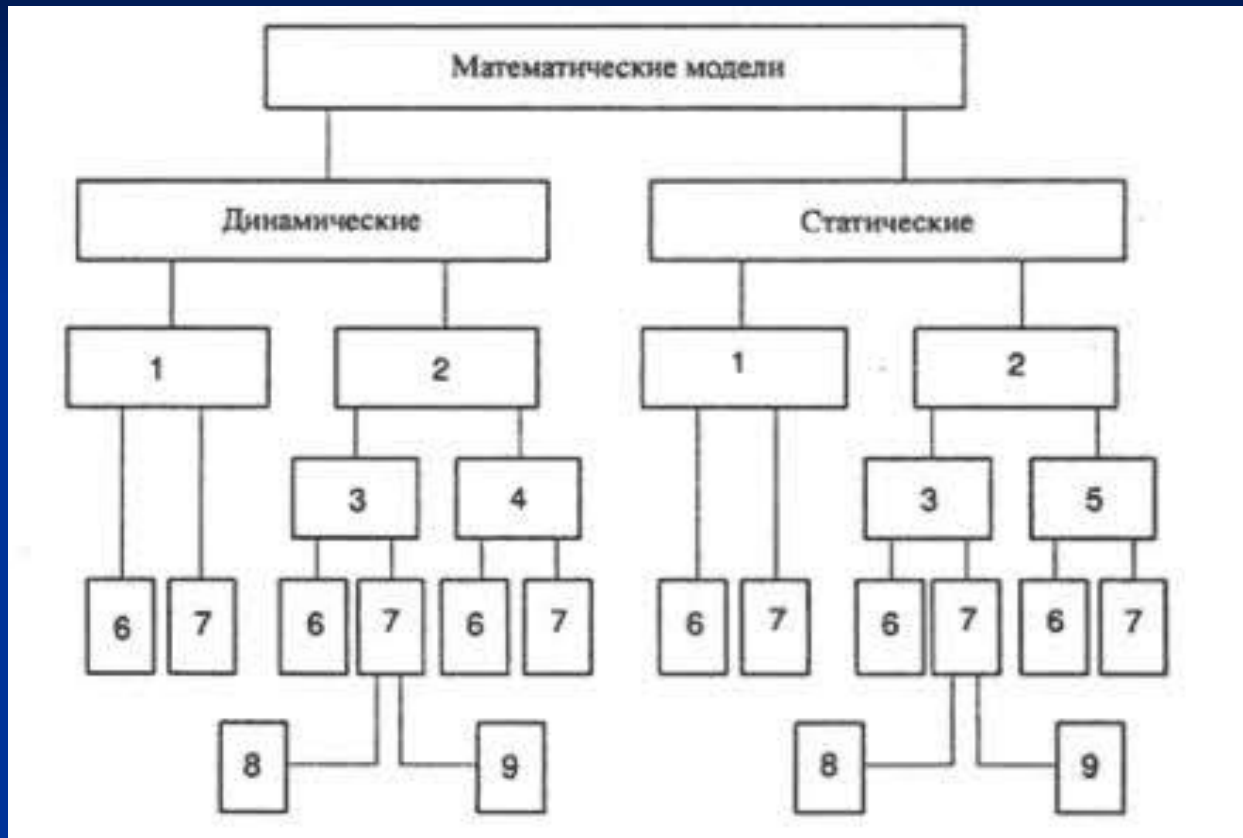 Математические модели
Динамические Статические
1 2 1 2
3 4 3 5
6 7 6 7 6 7 6 7 6 7 6 7
8 9 8 9